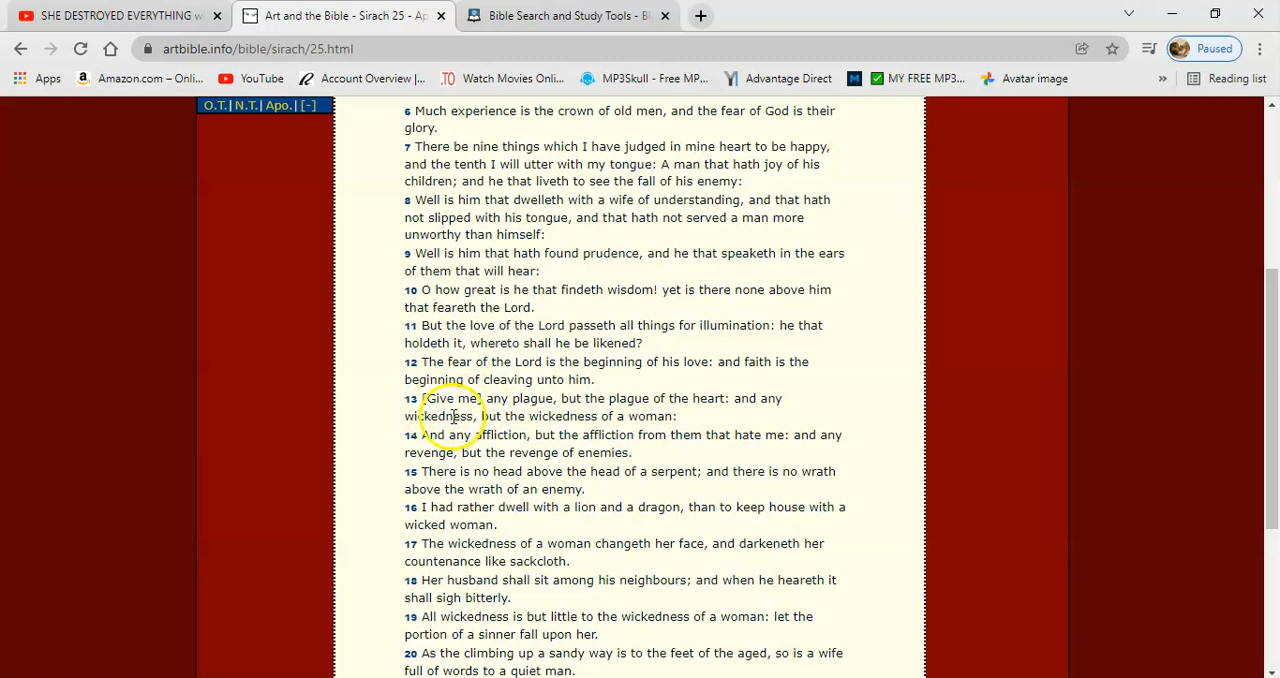 SHE DESTROYED EVERYTHING
Art and the Bible - Sirach 25 - Ap
Bible Search and Study Tools - Bl
artbible.info/bible/sirach/25.html
Paused
Apps
Amazon.com – Onli...
YouTube
Account Overview |...
Watch Movies Onli...
MP3Skull - Free MP...
Advantage Direct
MY FREE MP3...
Avatar image
»
Reading list
O.T.| N.T.| Apo.| [-]
6 Much experience is the crown of old men, and the fear of God is their
glory.
7 There be nine things which I have judged in mine heart to be happy,
and the tenth I will utter with my tongue: A man that hath joy of his
children; and he that liveth to see the fall of his enemy:
8 Well is him that dwelleth with a wife of understanding, and that hath
not slipped with his tongue, and that hath not served a man more
unworthy than himself:
9 Well is him that hath found prudence, and he that speaketh in the ears
of them that will hear:
10 O how great is he that findeth wisdom! yet is there none above him
that feareth the Lord.
11 But the love of the Lord passeth all things for illumination: he that
holdeth it, whereto shall he be likened?
12 The fear of the Lord is the beginning of his love: and faith is the
beginning of cleaving unto him.
13 [Give me] any plague, but the plague of the heart: and any
wickedness, but the wickedness of a woman:
14 And any affliction, but the affliction from them that hate me: and any
revenge, but the revenge of enemies.
15 There is no head above the head of a serpent; and there is no wrath
above the wrath of an enemy.
16 I had rather dwell with a lion and a dragon, than to keep house with a
wicked woman.
17 The wickedness of a woman changeth her face, and darkeneth her
countenance like sackcloth.
18 Her husband shall sit among his neighbours; and when he heareth it
shall sigh bitterly.
19 All wickedness is but little to the wickedness of a woman: let the
portion of a sinner fall upon her.
20 As the climbing up a sandy way is to the feet of the aged, so is a wife
full of words to a quiet man.